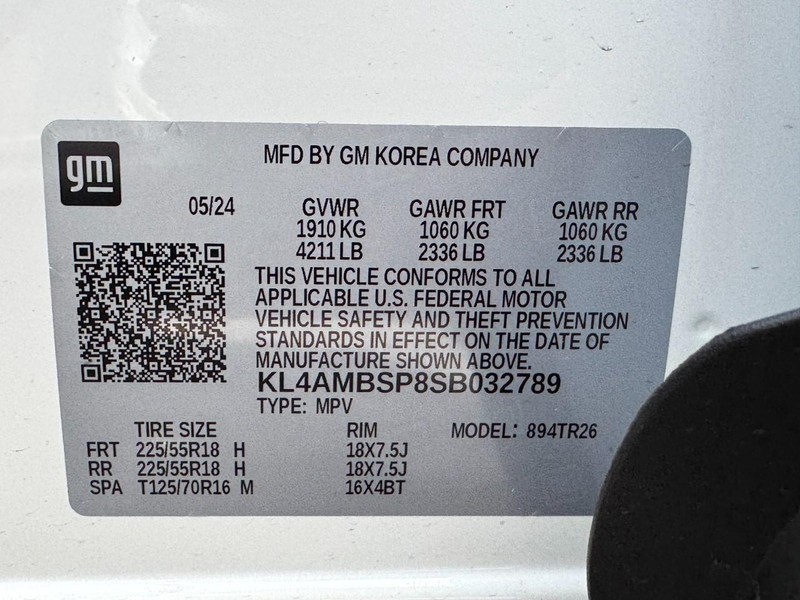 gm
MFD BY GM KOREA COMPANY
05/24 GVWR GAWR FRT GAWR RR
1910 KG 1060 KG 1060 KG
4211 LB 2336 LB 2336 LB
THIS VEHICLE CONFORMS TO ALL
APPLICABLE U.S. FEDERAL MOTOR
VEHICLE SAFETY AND THEFT PREVENTION
STANDARDS IN EFFECT ON THE DATE OF
MANUFACTURE SHOWN ABOVE.
KL4AMBSP8SB032789
TYPE: MPV
TIRE SIZE RIM MODEL: 894TR26
FRT 225/55R18 H 18X7.5J
RR 225/55R18 H 18X7.5J
SPA T125/70R16 M 16X4BT